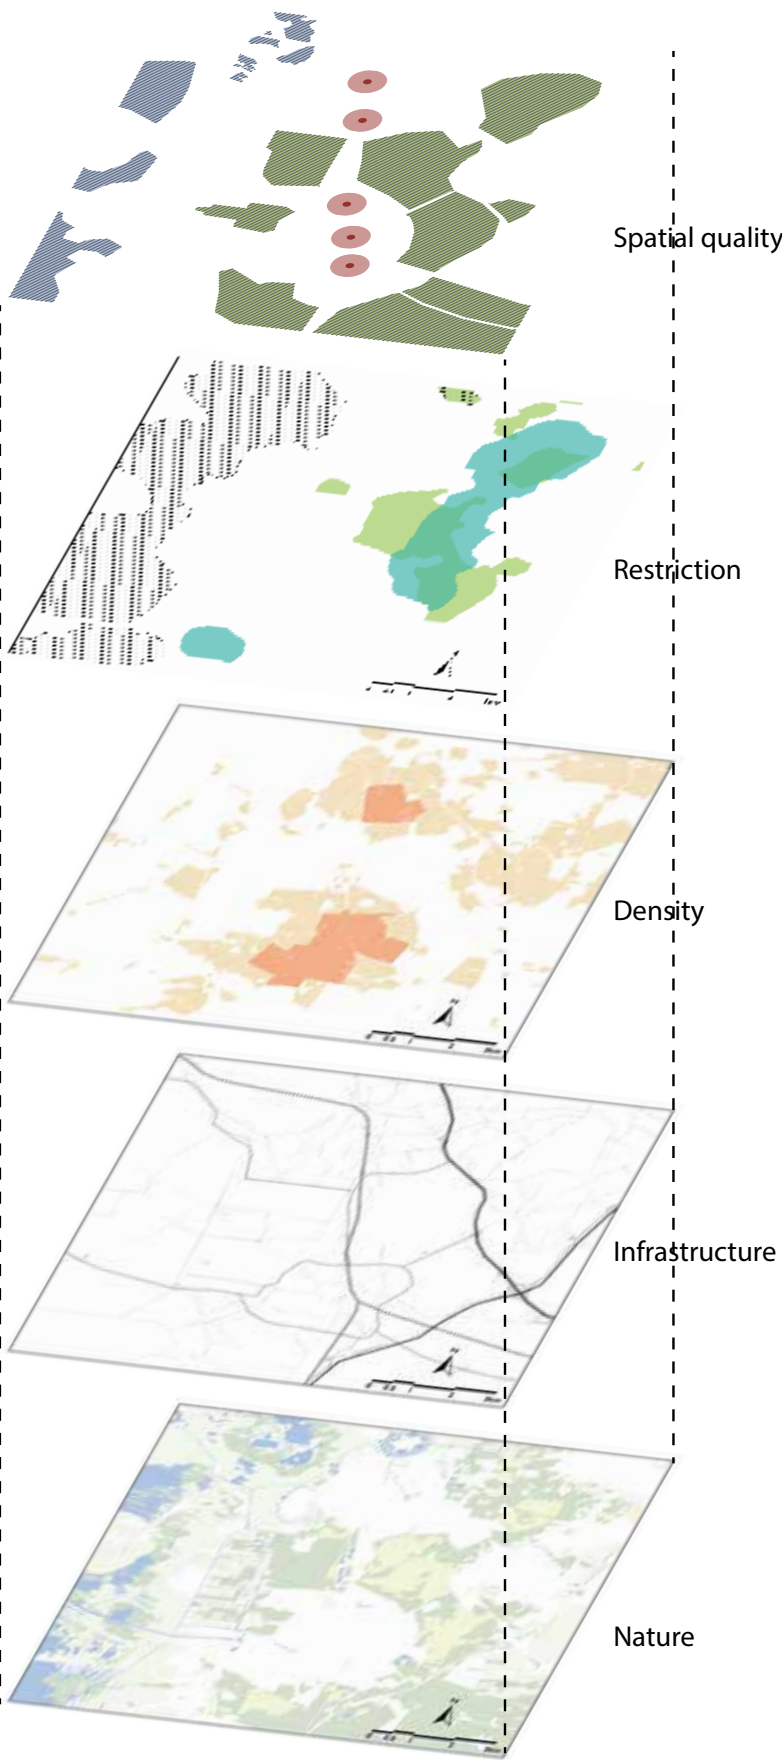 Spatial quality
Restriction
Density
Infrastructure
Nature